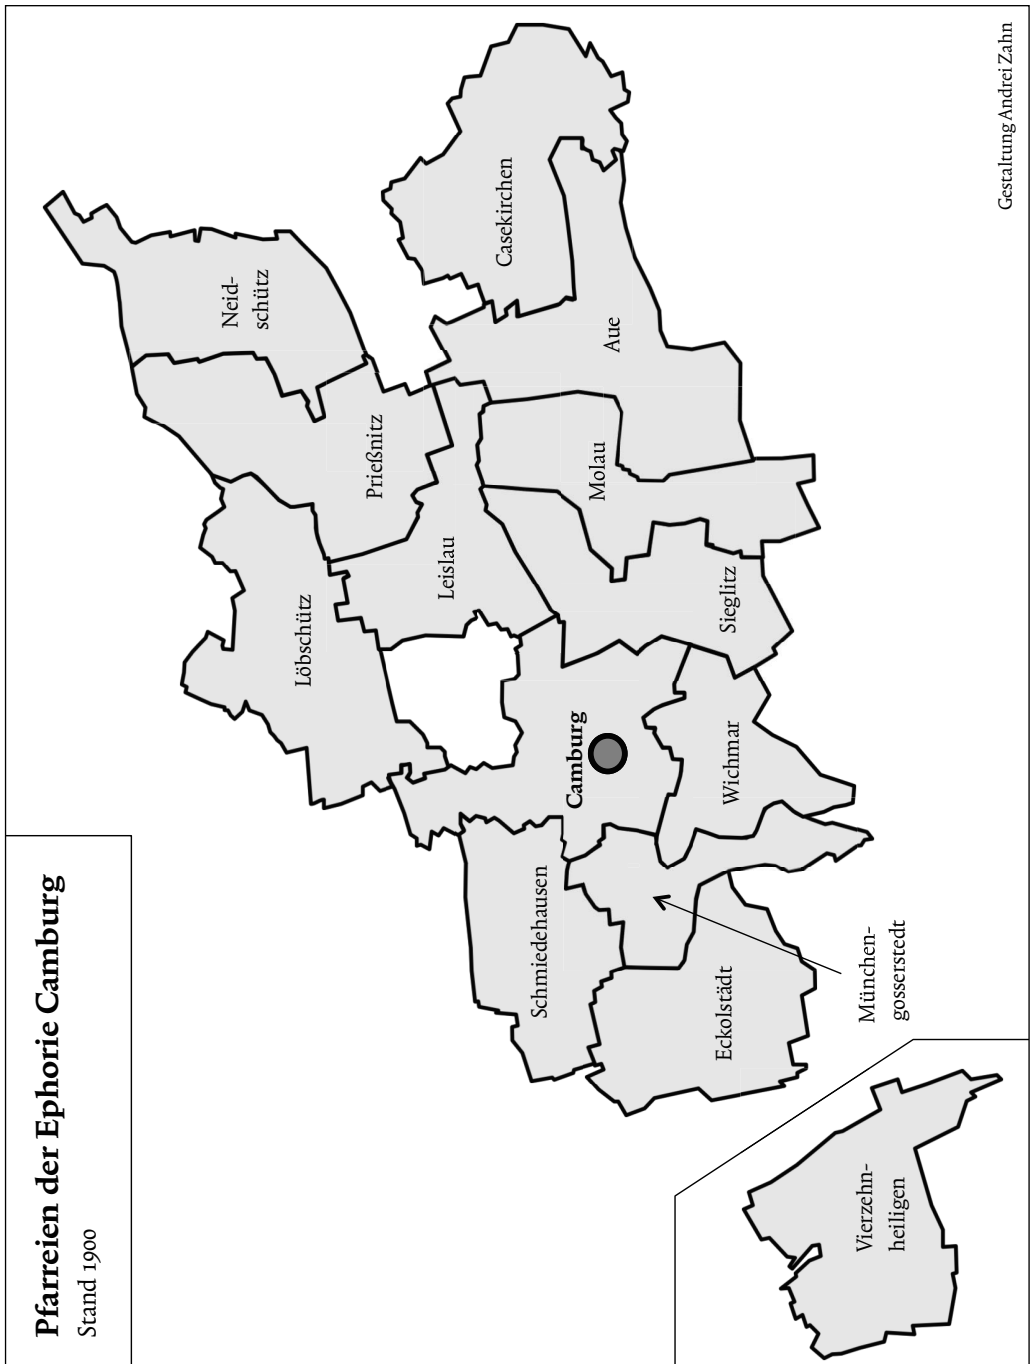 Pfarreien der Ephorie Camburg
Stand 1900
Vierzehn-
heiligen
Eckolstädt
München-
gosserstedt
Schmiedehausen
Camburg
Wichmar
Löbschütz
Leislau
Sieglitz
Prießnitz
Molau
Neid-
schütz
Aue
Casekirchen
Gestaltung Andrei Zahn